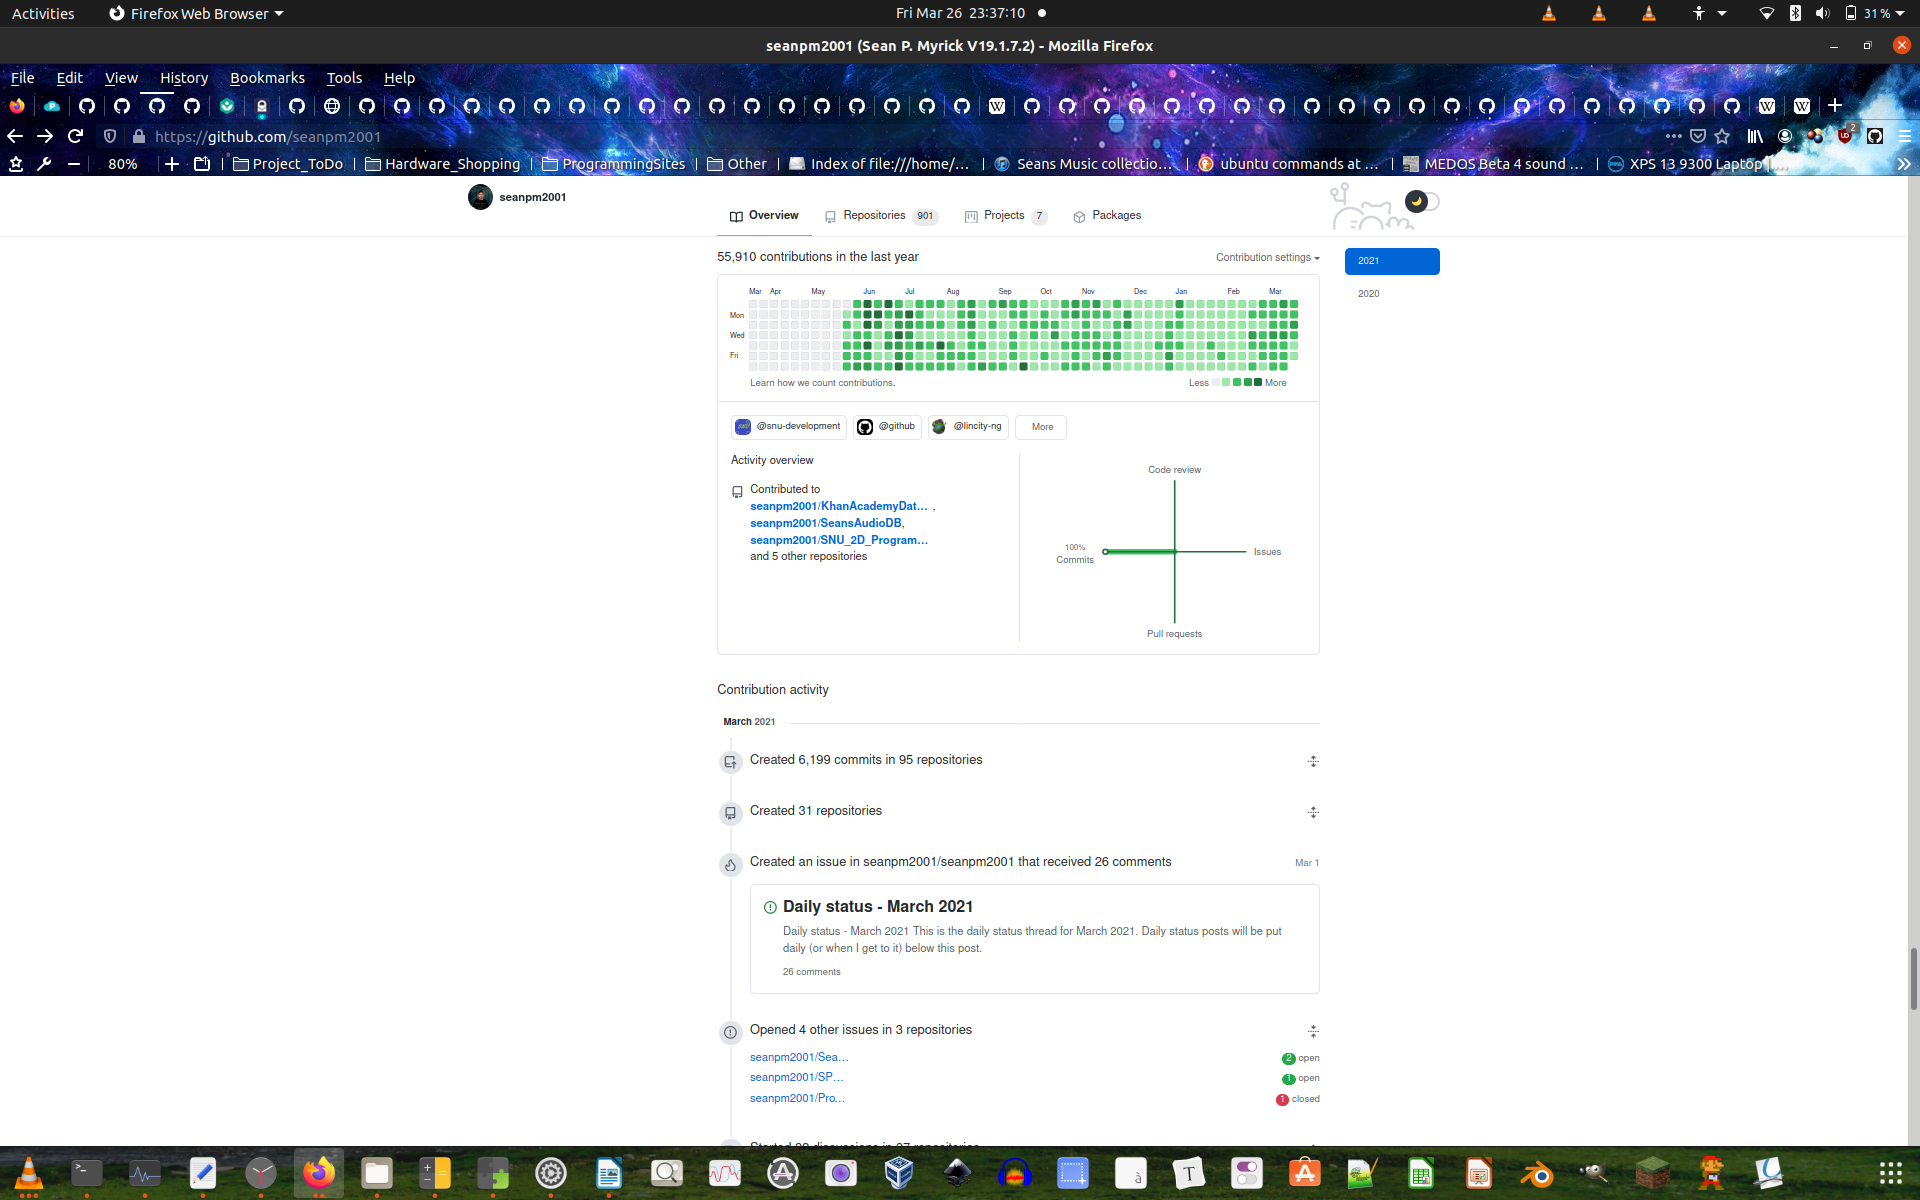 Activities Firefox Web Browser Fri Mar 26 23:37:10 31 %
seanpm2001 (Sean P. Myrick V19.1.7.2) - Mozilla Firefox
File Edit View History Bookmarks Tools Help
https://github.com/seanpm2001 2
80% Project_ToDo Hardware_Shopping ProgrammingSites Other Index of file:///home/... Seans Music collectio... ubuntu commands at ... MEDOS Beta 4 sound ... XPS 13 9300 Laptop |...
seanpm2001
Overview Repositories 901 Projects 7 Packages
55,910 contributions in the last year Contribution settings
2021
2020
Mar Apr May Jun Jul Aug Sep Oct Nov Dec Jan Feb Mar
Mon
Wed
Fri
Learn how we count contributions. Less More
@snu-development @github @lincity-ng More
Activity overview
Contributed to
seanpm2001/KhanAcademyDat... ,
seanpm2001/SeansAudioDB,
seanpm2001/SNU_2D_Program...
and 5 other repositories
Code review
100%
Commits
Issues
Pull requests
Contribution activity
March 2021
Created 6,199 commits in 95 repositories
Created 31 repositories
Created an issue in seanpm2001/seanpm2001 that received 26 comments Mar 1
Daily status - March 2021
Daily status - March 2021 This is the daily status thread for March 2021. Daily status posts will be put
daily (or when I get to it) below this post.
26 comments
Opened 4 other issues in 3 repositories
seanpm2001/Sea... 2 open
seanpm2001/SP... 1 open
seanpm2001/Pro... 1 closed